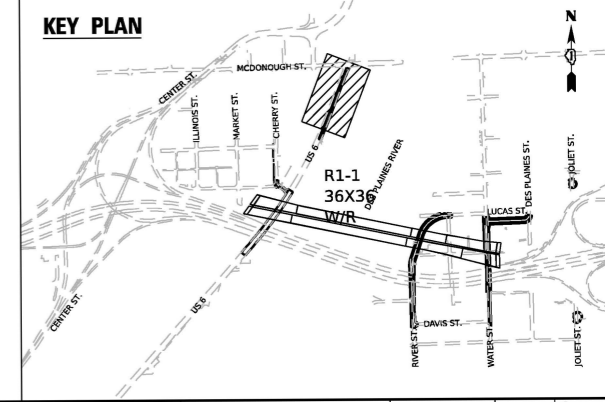 KEY PLAN
N
MCDONOUGH ST.
CENTER ST.
ILLINOIS ST.
MARKET ST.
CHERRY ST.
US 6
DES PLAINES RIVER
R1-1
36X36
W/R
JOLIET ST.
DES PLAINES ST.
LUCAS ST.
CENTER ST.
US 6
DAVIS ST.
RIVER ST.
WATER ST.
JOLIET ST.